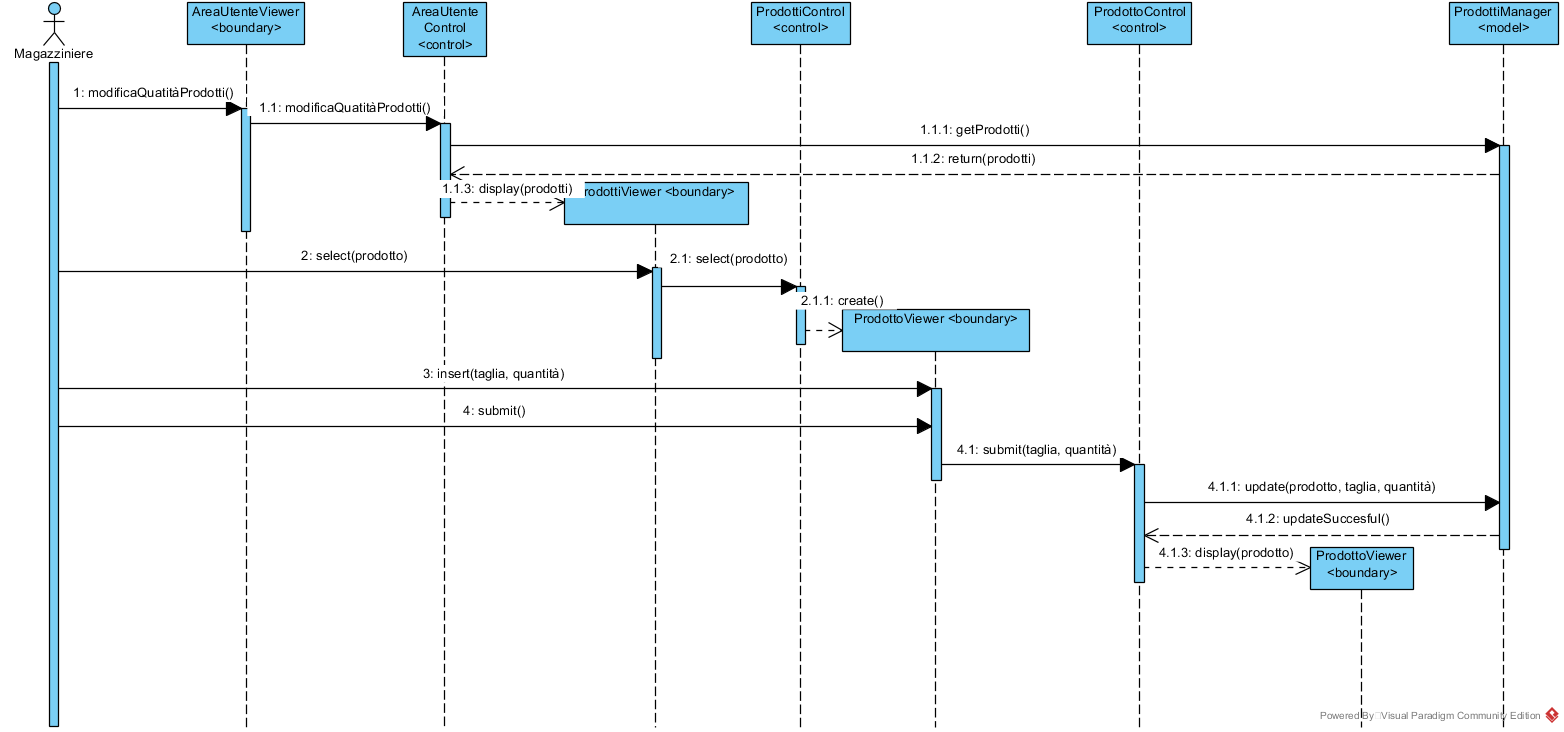 AreaUtenteViewer
<boundary>
AreaUtente
Control
<control>
ProdottiControl
<control>
ProdottoControl
<control>
ProdottiManager
<model>
Magazziniere
1: modificaQuatitàProdotti()
1.1: modificaQuatitàProdotti()
1.1.1: getProdotti()
1.1.2: return(prodotti)
1.1.3: display(prodotti)
rodottiViewer <boundary>
2: select(prodotto)
2.1: select(prodotto)
2.1.1: create()
ProdottoViewer <boundary>
3: insert(taglia, quantità)
4: submit()
4.1: submit(taglia, quantità)
4.1.1: update(prodotto, taglia, quantità)
4.1.2: updateSuccesful()
4.1.3: display(prodotto)
ProdottoViewer
<boundary>
Powered By Visual Paradigm Community Edition